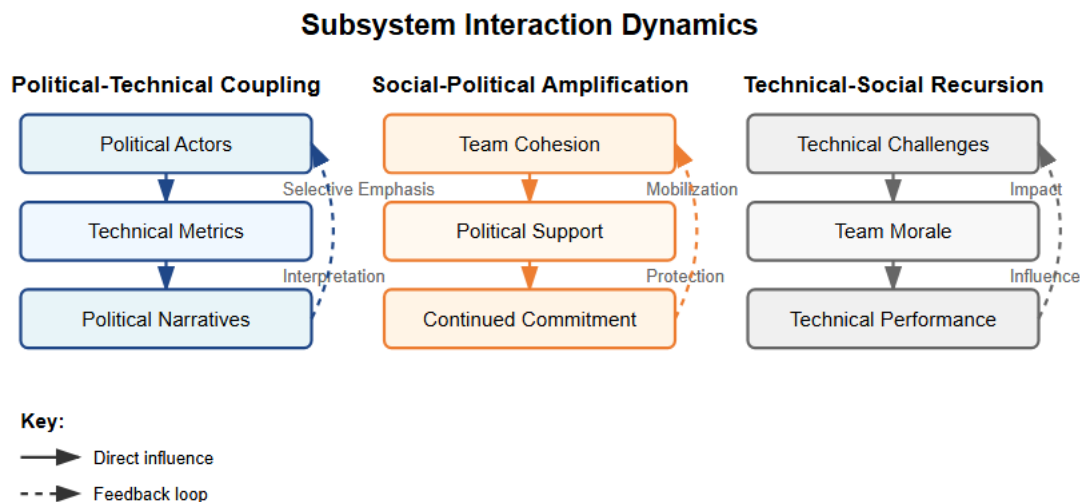 Subsystem Interaction Dynamics
Political-Technical Coupling
Political Actors
Selective Emphasis
Technical Metrics
Interpretation
Political Narratives
Social-Political Amplification
Team Cohesion
Mobilization
Political Support
Protection
Continued Commitment
Technical-Social Recursion
Technical Challenges
Impact
Team Morale
Influence
Technical Performance
Key:
Direct influence
Feedback loop